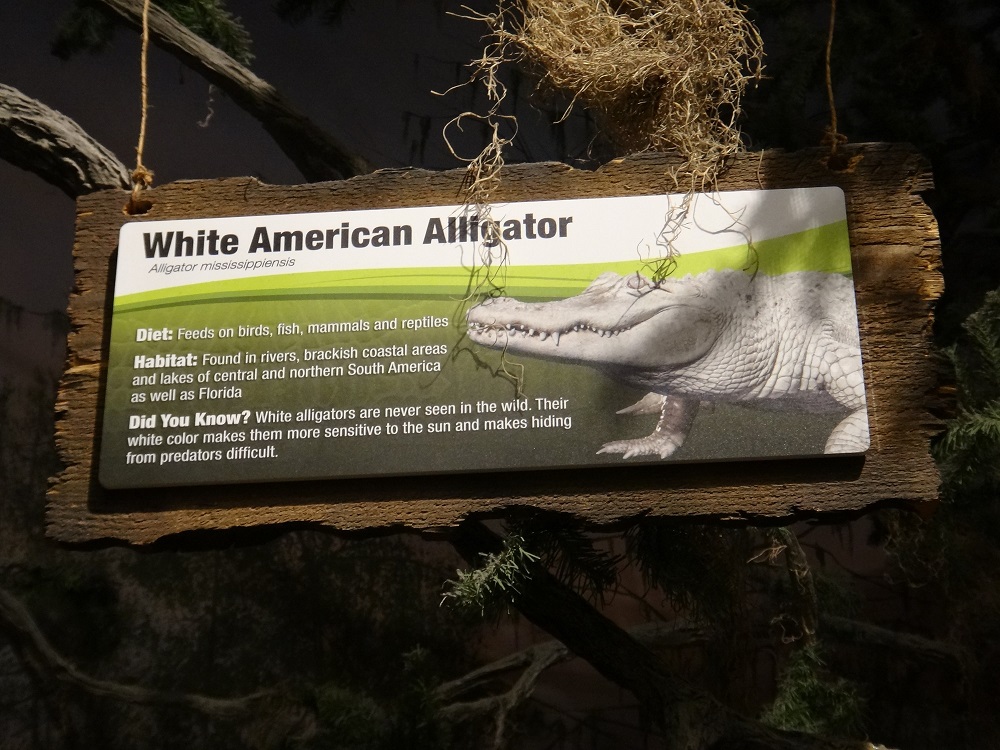 White American Alligator
Alligator mississippiensis
Diet: Feeds on birds, fish, mammals and reptiles
Habitat: Found in rivers, brackish coastal areas
and lakes of central and northern South America
as well as Florida
Did You Know? White alligators are never seen in the wild. Their
white color makes them more sensitive to the sun and makes hiding
from predators difficult.